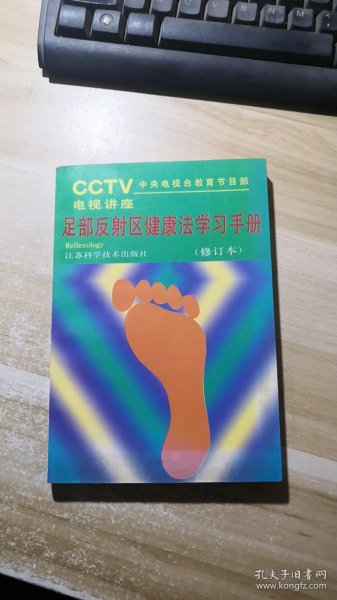 CCTV 中央电视台教育节目部
电视讲座
足部反射区健康法学习手册
Reflexology
江苏科学技术出版社 (修订本)
孔夫子旧书网
www.kongfz.com